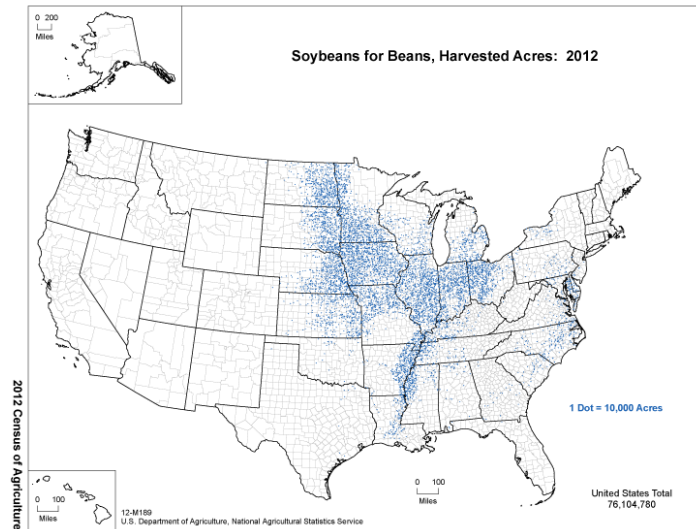 0 200
Miles
Soybeans for Beans, Harvested Acres: 2012
1 Dot = 10,000 Acres
2012 Census of Agriculture
0 100
Miles
0 100
Miles
12-M189
U.S. Department of Agriculture, National Agricultural Statistics Service
United States Total
76,104,780